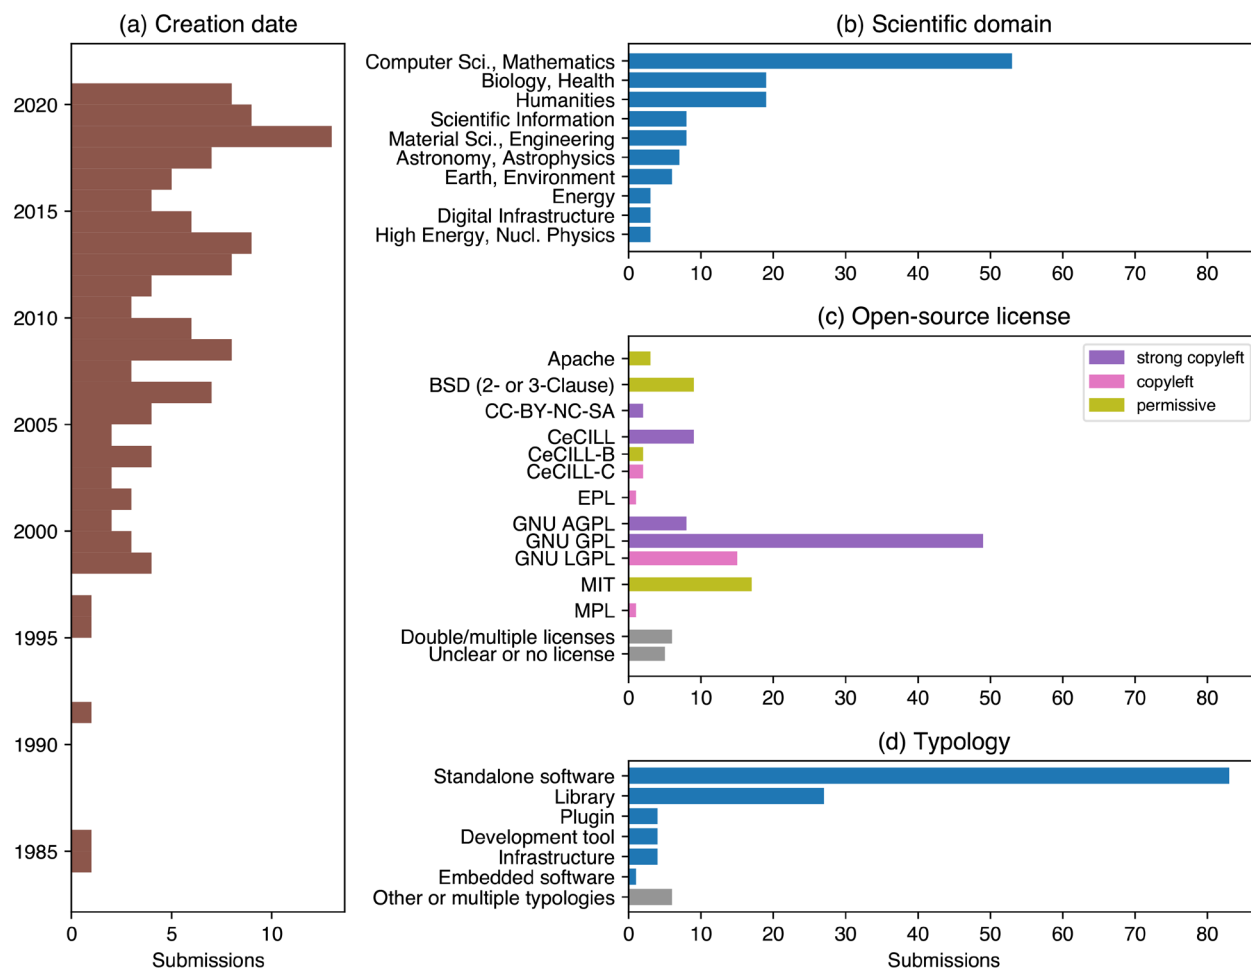 (a) Creation date
2020
2015
2010
2005
2000
1995
1990
1985
0 5 10
Submissions
(b) Scientific domain
Computer Sci., Mathematics
Biology, Health
Humanities
Scientific Information
Material Sci., Engineering
Astronomy, Astrophysics
Earth, Environment
Energy
Digital Infrastructure
High Energy, Nucl. Physics
0 10 20 30 40 50 60 70 80
(c) Open-source license
Apache
BSD (2- or 3-Clause)
CC-BY-NC-SA
CeCILL
CeCILL-B
CeCILL-C
EPL
GNU AGPL
GNU GPL
GNU LGPL
MIT
MPL
Double/multiple licenses
Unclear or no license
strong copyleft
copyleft
permissive
0 10 20 30 40 50 60 70 80
(d) Typology
Standalone software
Library
Plugin
Development tool
Infrastructure
Embedded software
Other or multiple typologies
0 10 20 30 40 50 60 70 80
Submissions